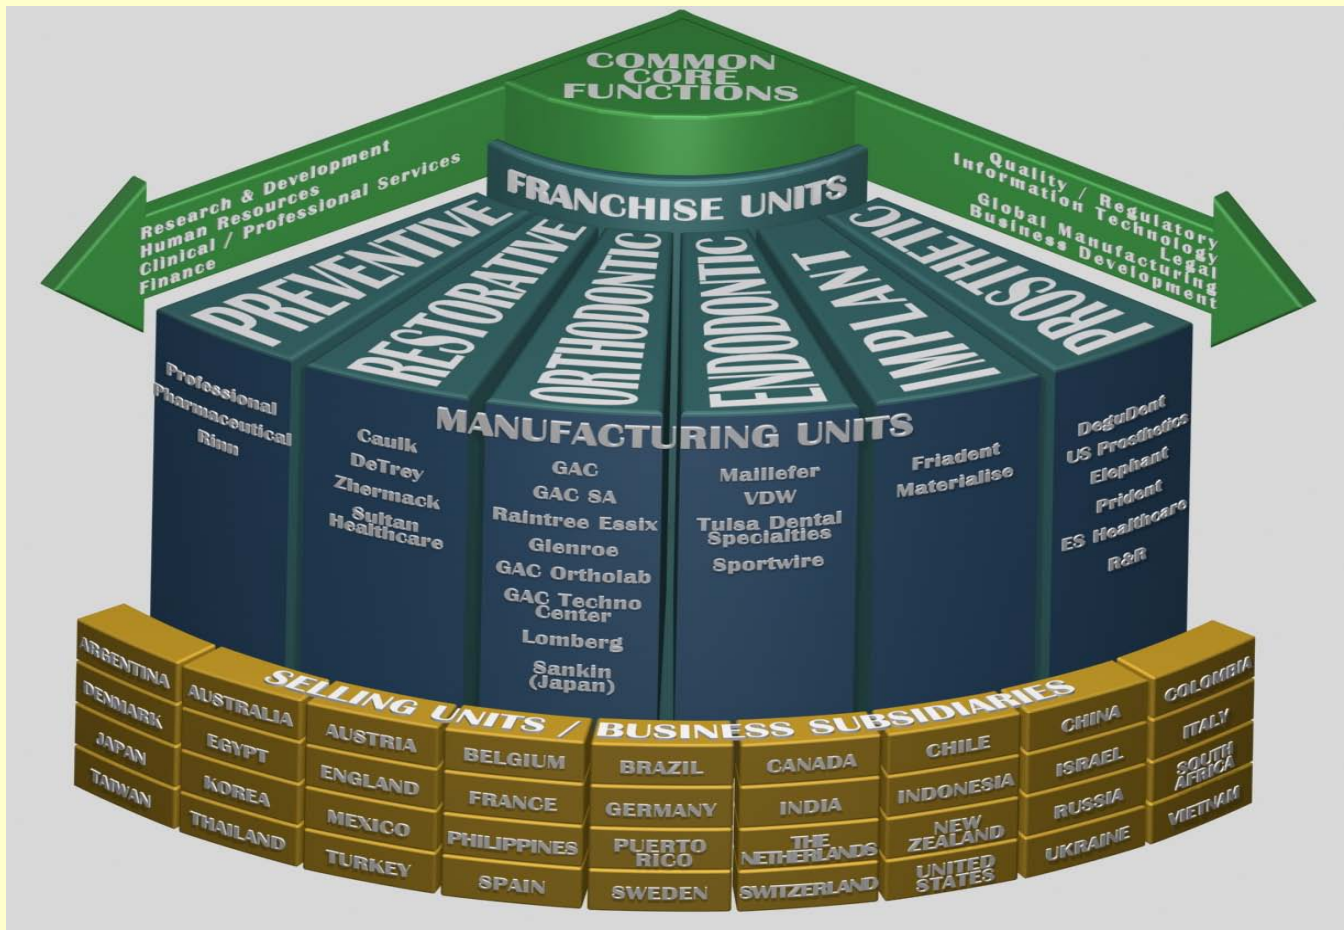 COMMON
CORE
FUNCTIONS
Research & Development
Human Resources
Clinical / Professional Services
Finance
Quality / Regulatory
Information Technology
Legal
Global Manufacturing
Business Development
FRANCHISE UNITS
PREVENTIVE
RESTORATIVE
ORTHODONTIC
ENDODONTIC
IMPLANT
PROSTHETIC
MANUFACTURING UNITS
Professional
Pharmaceutical
Rinn
Caulk
DeTrey
Zhermack
Sultan
Healthcare
GAC
GAC SA
Raintree Essix
Glenroe
GAC Ortholab
GAC Techno
Center
Lomberg
Sankin
(Japan)
Maillefer
VDW
Tulsa Dental
Specialties
Sportwire
Friadent
Materialise
DeguDent
US Prosthetics
Elephant
Prident
ES Healthcare
R&R
SELLING UNITS / BUSINESS SUBSIDIARIES
ARGENTINA
DENMARK
JAPAN
TAIWAN
AUSTRALIA
EGYPT
KOREA
THAILAND
AUSTRIA
ENGLAND
MEXICO
TURKEY
BELGIUM
FRANCE
PHILIPPINES
SPAIN
BRAZIL
GERMANY
PUERTO
RICO
SWEDEN
CANADA
INDIA
THE
NETHERLANDS
SWITZERLAND
CHILE
INDONESIA
NEW
ZEALAND
UNITED
STATES
CHINA
ISRAEL
RUSSIA
UKRAINE
COLOMBIA
ITALY
SOUTH
AFRICA
VIETNAM